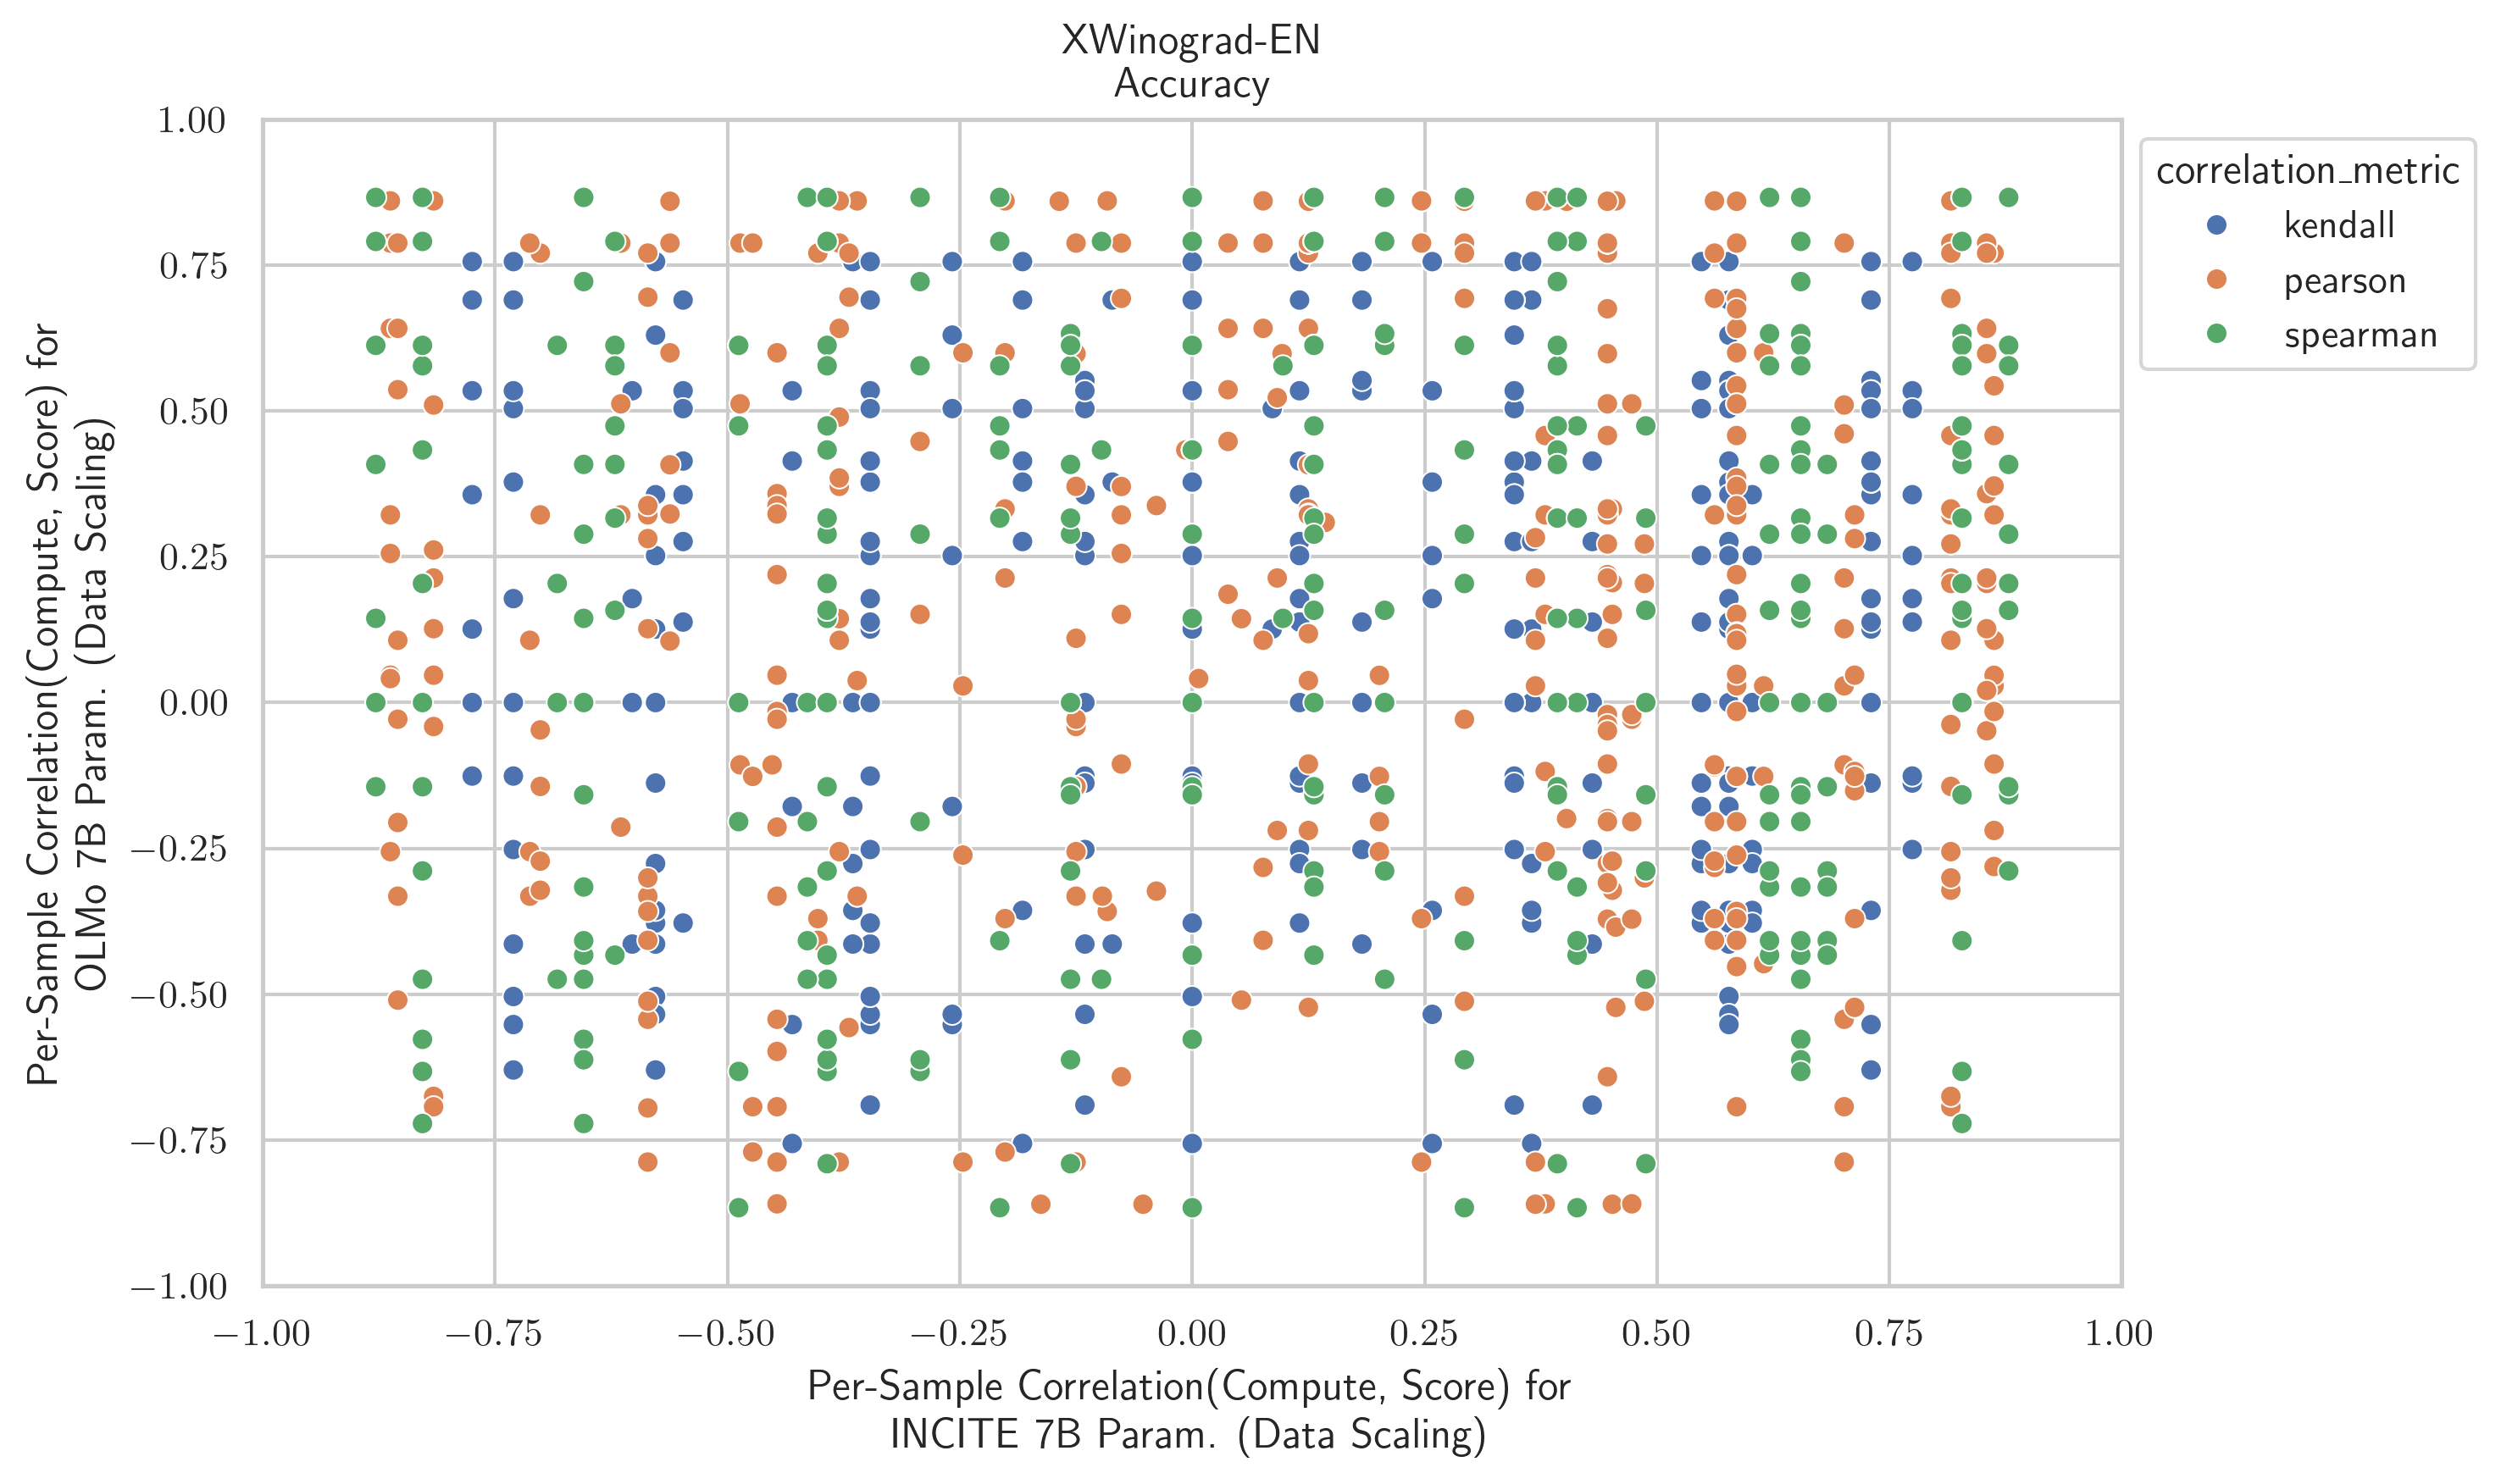 XWinograd-EN
Accuracy
1.00
0.75
0.50
0.25
0.00
−0.25
−0.50
−0.75
−1.00
Per-Sample Correlation(Compute, Score) for
OLMo 7B Param. (Data Scaling)
correlation_metric
kendall
pearson
spearman
−1.00 −0.75 −0.50 −0.25 0.00 0.25 0.50 0.75 1.00
Per-Sample Correlation(Compute, Score) for
INCITE 7B Param. (Data Scaling)